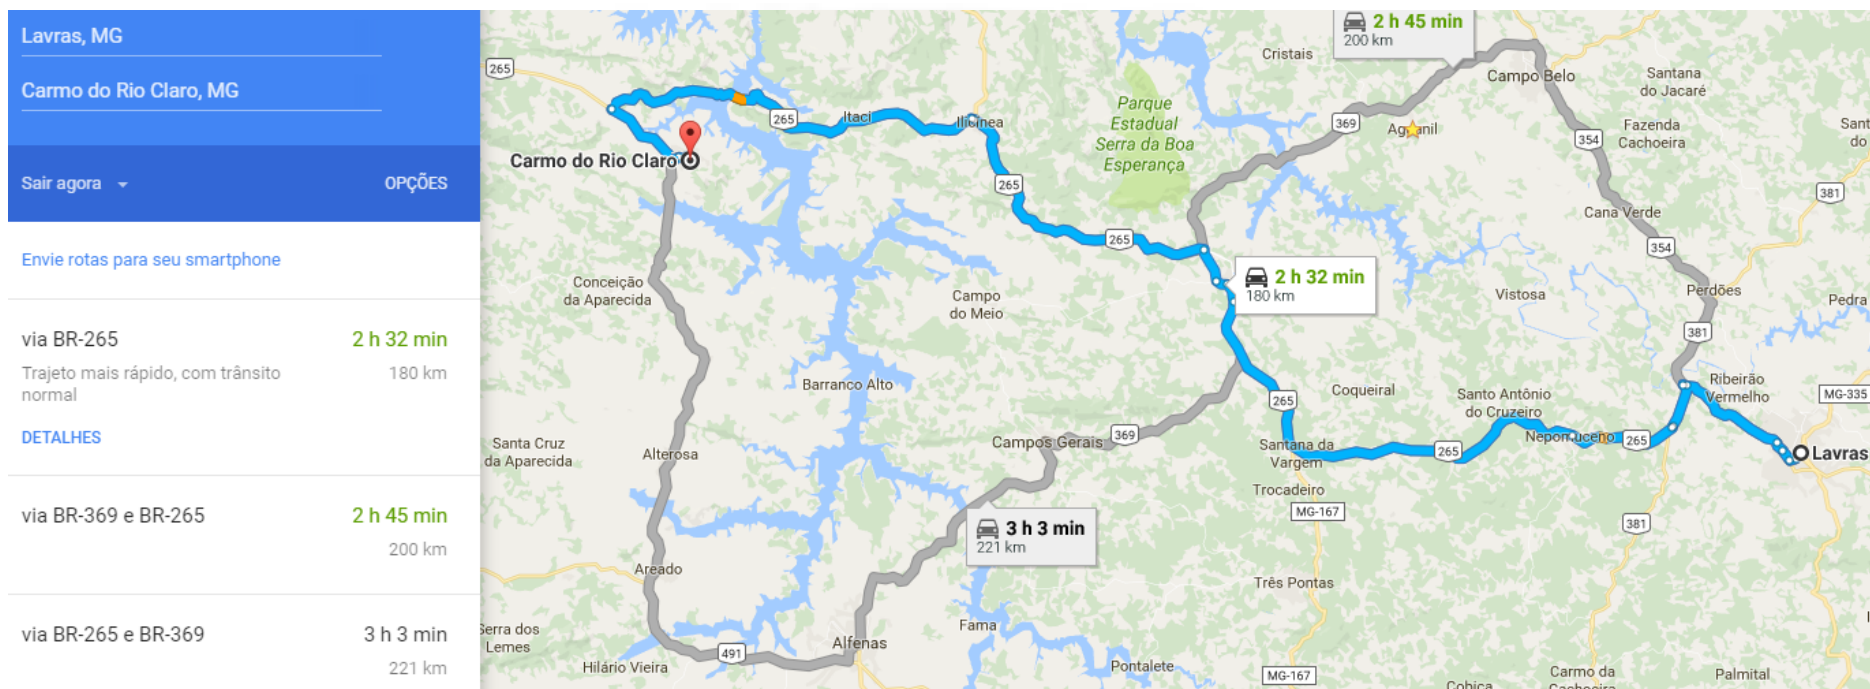 Lavras, MG
Carmo do Rio Claro, MG
Sair agora
OPÇÕES
Envie rotas para seu smartphone
via BR-265
2 h 32 min
Trajeto mais rápido, com trânsito
180 km
normal
DETALHES
via BR-369 e BR-265
2 h 45 min
200 km
via BR-265 e BR-369
3 h 3 min
221 km
2 h 45 min
200 km
265
Cristais
Campo Belo
Santana
do Jacaré
Parque
Estadual
Serra da Boa
Esperança
265
Itaci
Ilicínea
369
354
Fazenda
Cachoeira
Sant
do
Carmo do Rio Claro
265
381
Cana Verde
265
354
Conceição
da Aparecida
Campo
do Meio
2 h 32 min
180 km
Vistosa
Perdões
Pedra
381
Barranco Alto
Coqueiral
265
Santo Antônio
do Cruzeiro
Ribeirão
Vermelho
MG-335
Santa Cruz
da Aparecida
Alterosa
Campos Gerais
369
Santana da
Vargem
265
Nepomuceno
265
Lavras
Trocadeiro
MG-167
381
3 h 3 min
221 km
Areado
Três Pontas
Serra dos
Lemes
Hilário Vieira
491
Alfenas
Fama
Pontalete
MG-167
Carmo da
Cachoeira
Palmital
Cobiça